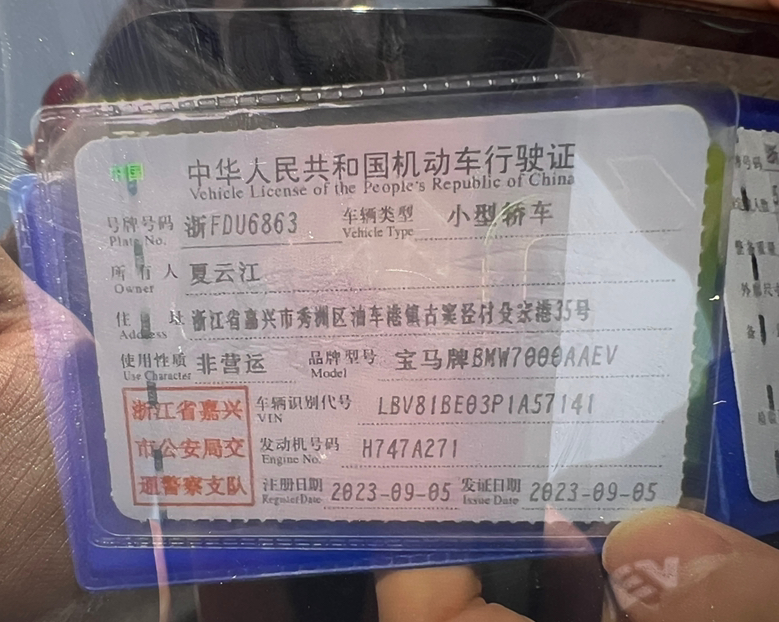 中国
中华人民共和国机动车行驶证
Vehicle License of the People's Republic of China
号牌号码 浙FDU6863 车辆类型 小型轿车
Plate No. Vehicle Type
所有人 夏云江
Owner
住址 浙江省嘉兴市秀洲区油车港镇古窦泾村殳家港35号
Address
使用性质 非营运 品牌型号 宝马牌BMW7000AAEV
Use Character Model
浙江省嘉兴
市公安局交
通警察支队
车辆识别代号 LBV81BE03P1A57141
VIN
发动机号码 H747A271
Engine No.
注册日期 2023-09-05 发证日期 2023-09-05
Register Date Issue Date